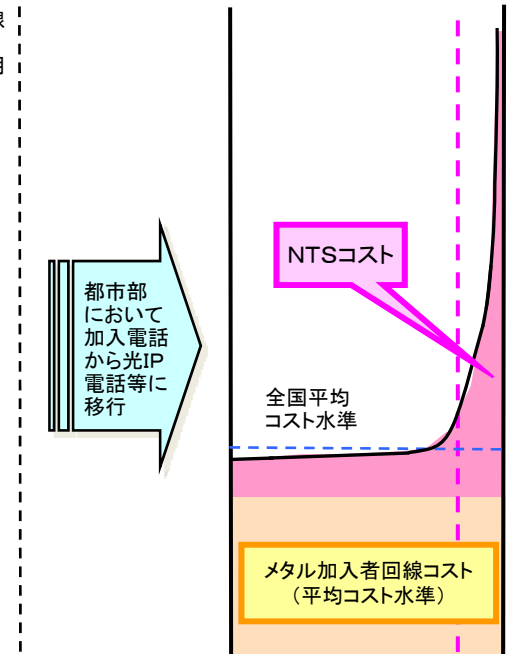 線
都市部
において
加入電話
から光IP
電話等に
移行
NTSコスト
全国平均
コスト水準
メタル加入者回線コスト
（平均コスト水準）